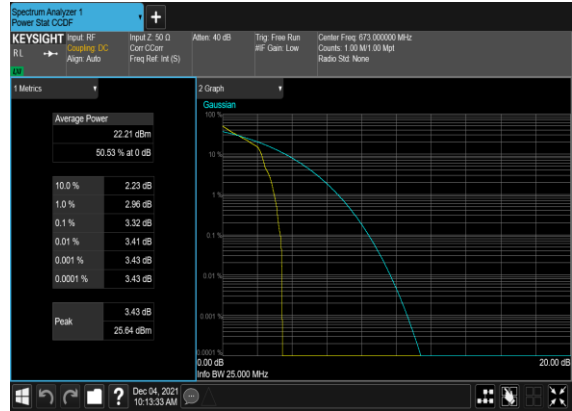 Spectrum Analyzer 1
Power Stat CCDF
KEYSIGHT
RL
Input: RF
Coupling: DC
Align: Auto
Input Z: 50 Ω
Corr CCorr
Freq Ref: Int (S)
Atten: 40 dB
Trig: Free Run
#IF Gain: Low
Center Freq: 673.000000 MHz
Counts: 1.00 M/1.00 Mpt
Radio Std: None
1 Metrics
Average Power
22.21 dBm
50.53 % at 0 dB
10.0 % 2.23 dB
1.0 % 2.96 dB
0.1 % 3.32 dB
0.01 % 3.41 dB
0.001 % 3.43 dB
0.0001 % 3.43 dB
Peak
3.43 dB
25.64 dBm
2 Graph
Gaussian
100 %
10 %
1 %
0.1 %
0.01 %
0.001 %
0.0001 %
0.00 dB
20.00 dB
Info BW 25.000 MHz
?
Dec 04, 2021
10:13:33 AM